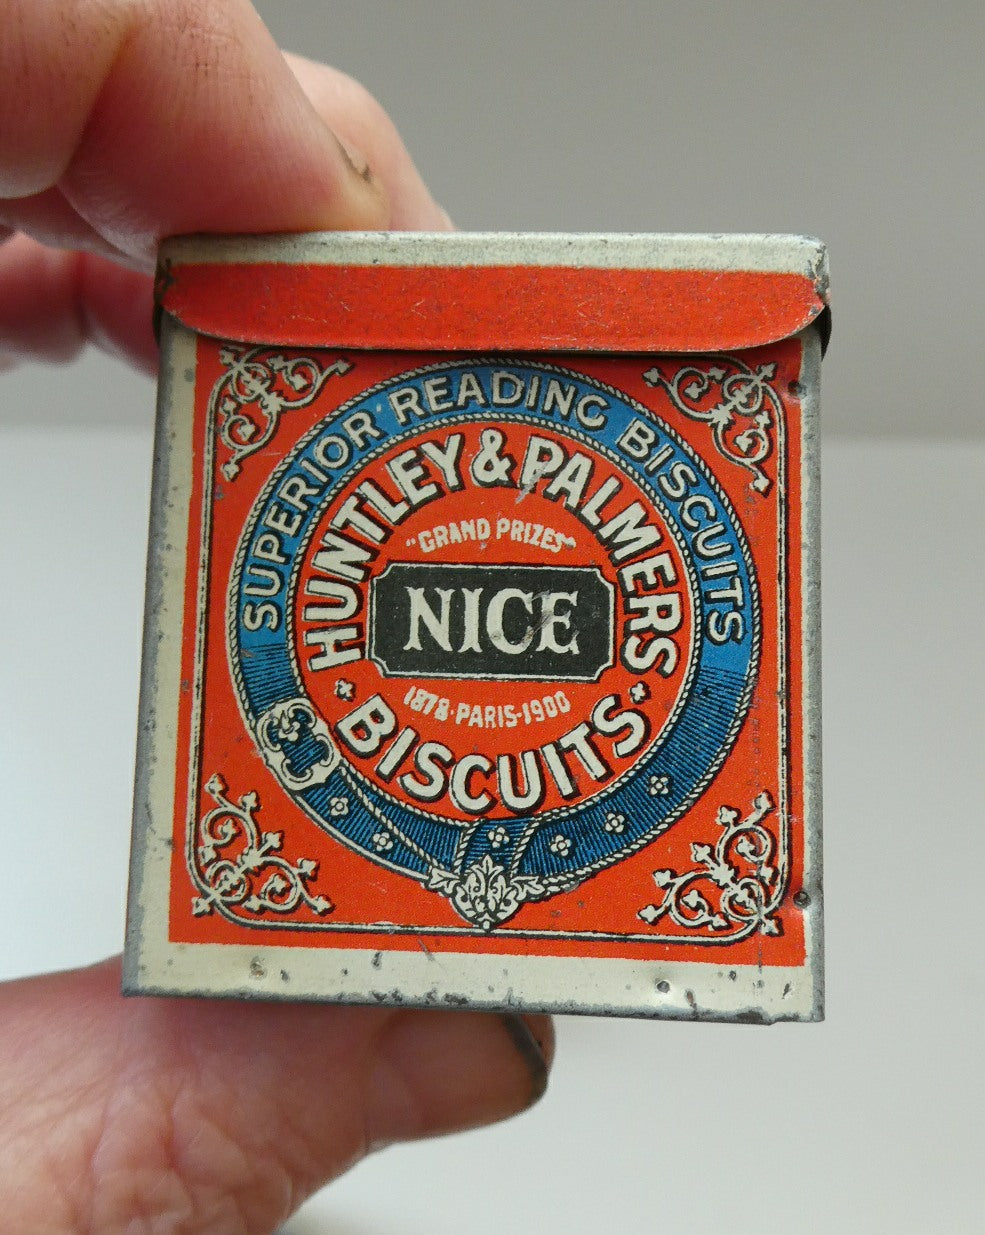 SUPERIOR READING BISCUITS
HUNTLEY & PALMERS
"GRAND PRIZES"
NICE
1878·PARIS·1900
BISCUITS